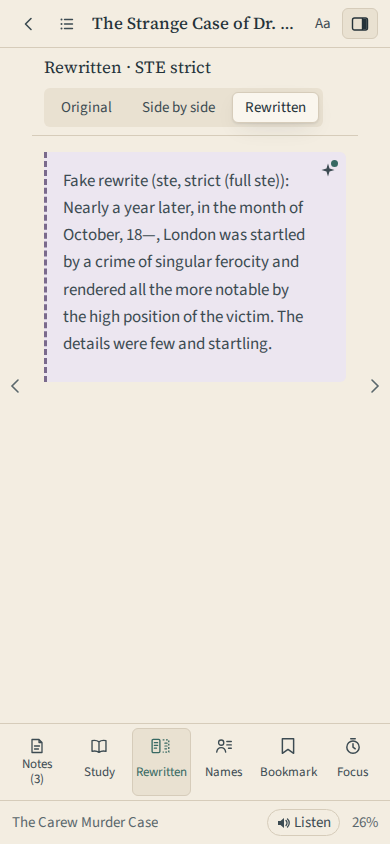 The Strange Case of Dr. ...
Aa
Rewritten · STE strict
Original
Side by side
Rewritten
Fake rewrite (ste, strict (full ste)):
Nearly a year later, in the month of
October, 18—, London was startled
by a crime of singular ferocity and
rendered all the more notable by
the high position of the victim. The
details were few and startling.
Notes
(3)
Study
Rewritten
Names
Bookmark
Focus
The Carew Murder Case
Listen
26%